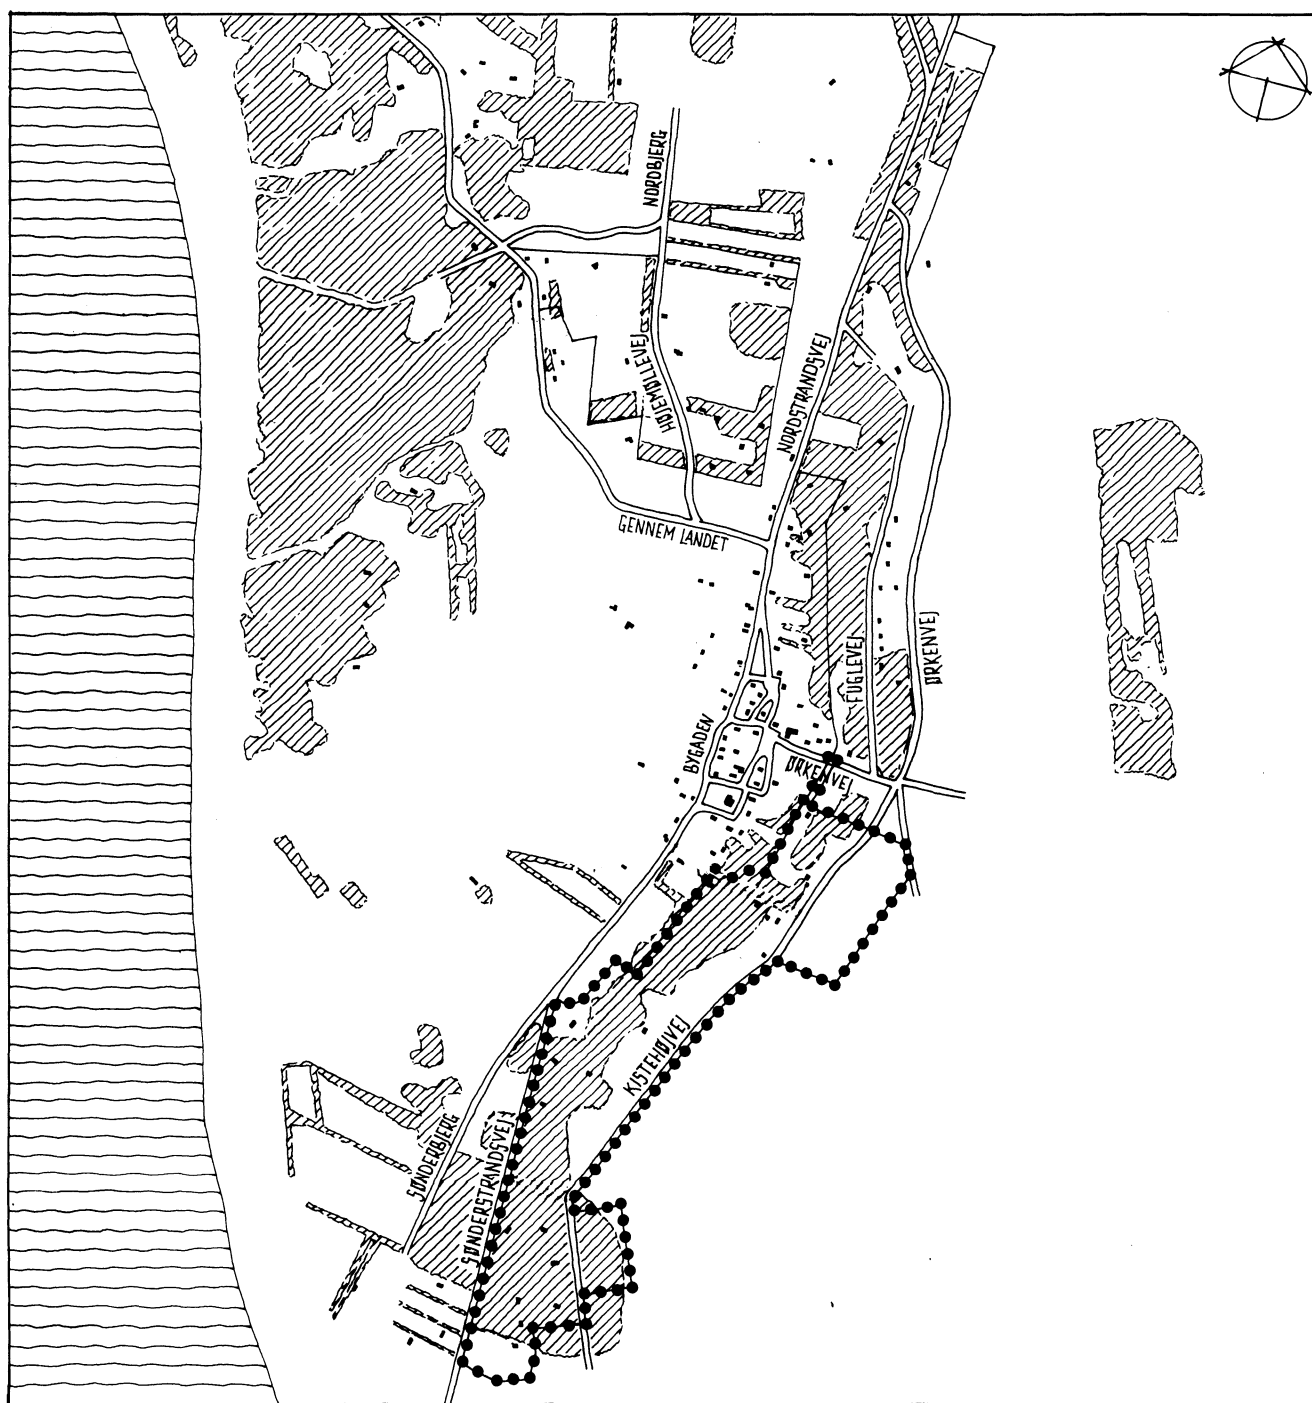 NORDBJERG
HØJEMØLLEVEJ
NORDSTRANDSVEJ
GENNEM LANDET
FUGLEVEJ
ØRKENVEJ
BYGADEN
ØRKENVEJ
KISTEHØJVEJ
SØNDERBJERG
SØNDERSTRANDSVEJ